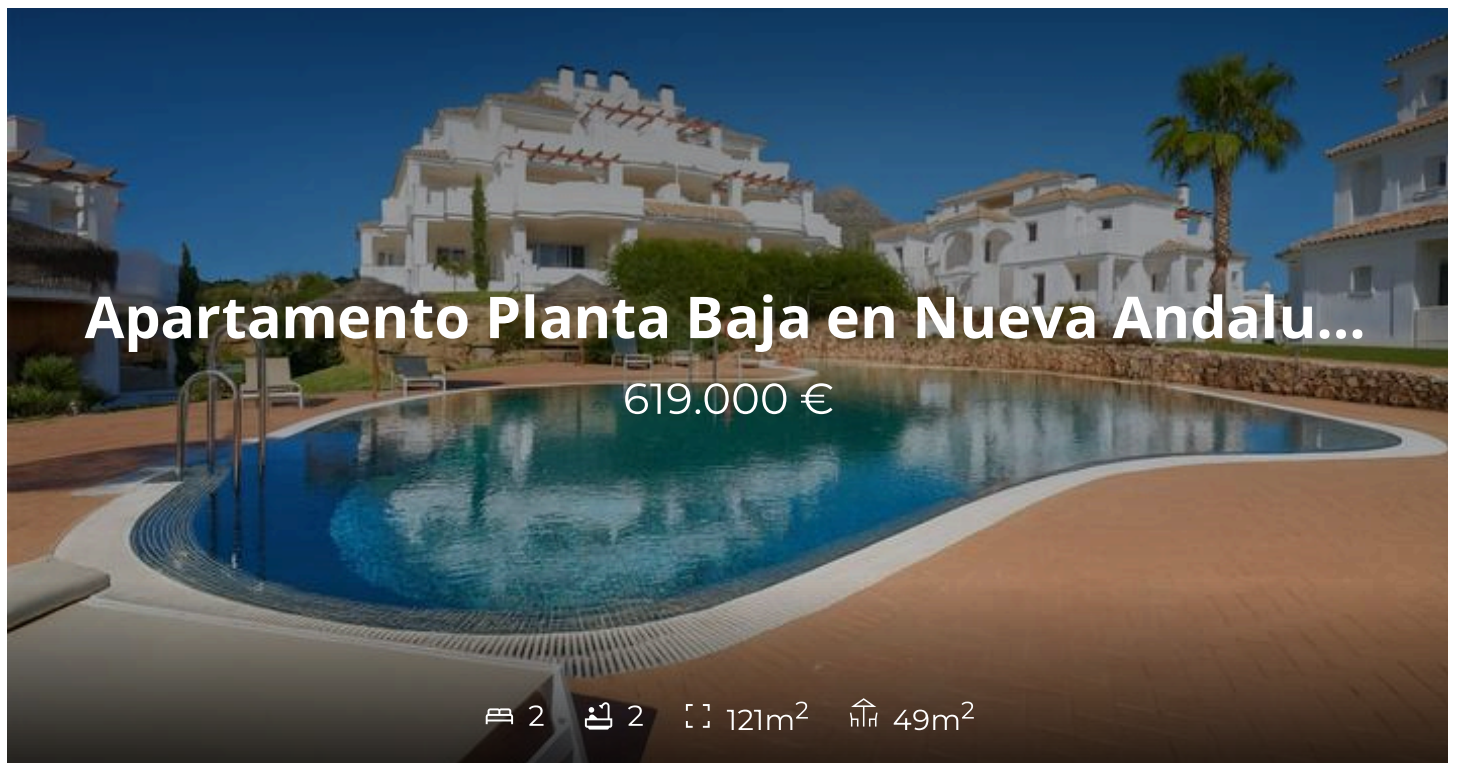 Apartamento Planta Baja en Nueva Andalu...
619.000 €
2 2 121m² 49m²